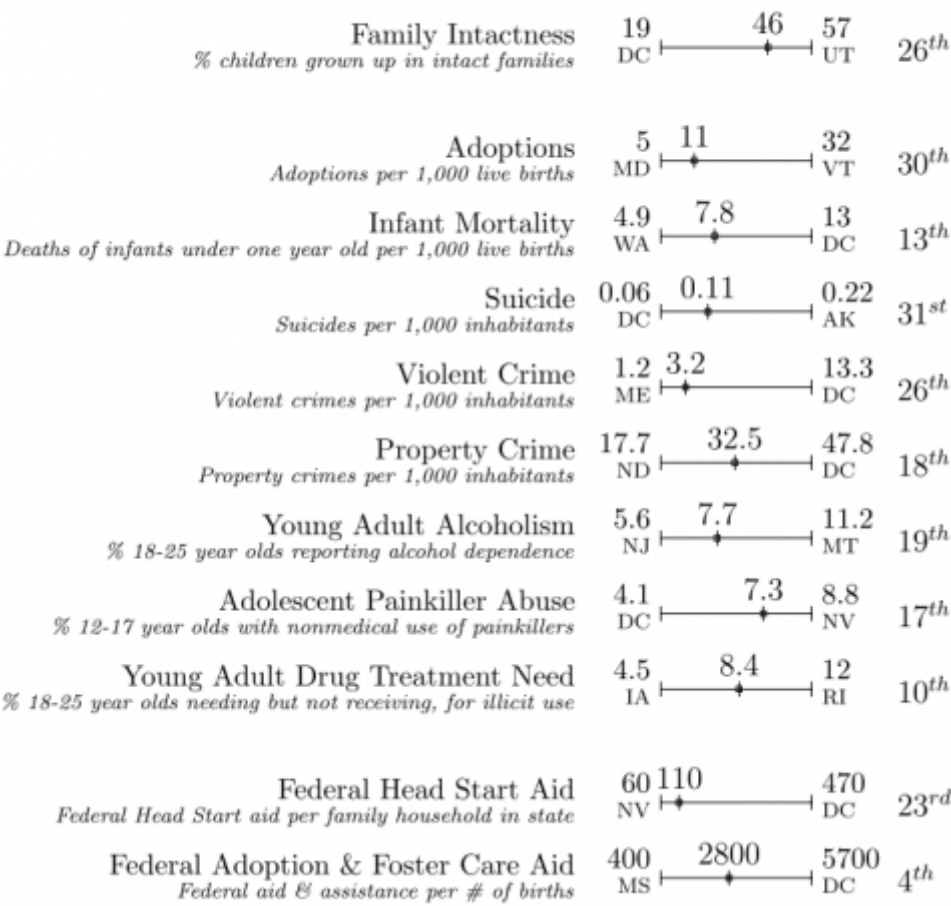 Family Intactness 19 46 57
% children grown up in intact families DC UT 26th
Adoptions 5 11 32
Adoptions per 1,000 live births MD VT 30th
Infant Mortality 4.9 7.8 13
Deaths of infants under one year old per 1,000 live births WA DC 13th
Suicide 0.06 0.11 0.22
Suicides per 1,000 inhabitants DC AK 31st
Violent Crime 1.2 3.2 13.3
Violent crimes per 1,000 inhabitants ME DC 26th
Property Crime 17.7 32.5 47.8
Property crimes per 1,000 inhabitants ND DC 18th
Young Adult Alcoholism 5.6 7.7 11.2
% 18-25 year olds reporting alcohol dependence NJ MT 19th
Adolescent Painkiller Abuse 4.1 7.3 8.8
% 12-17 year olds with nonmedical use of painkillers DC NV 17th
Young Adult Drug Treatment Need 4.5 8.4 12
% 18-25 year olds needing but not receiving, for illicit use IA RI 10th
Federal Head Start Aid 60 110 470
Federal Head Start aid per family household in state NV DC 23rd
Federal Adoption & Foster Care Aid 400 2800 5700
Federal aid & assistance per # of births MS DC 4th